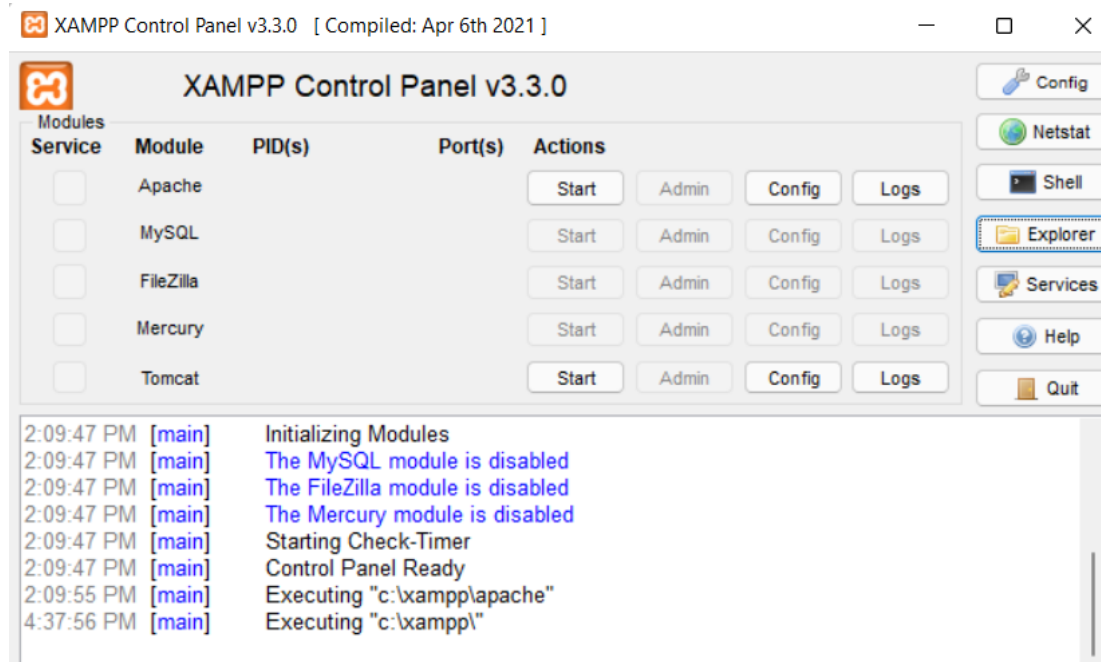 XAMPP Control Panel v3.3.0 [ Compiled: Apr 6th 2021 ]
XAMPP Control Panel v3.3.0
Config
Modules
Service Module PID(s) Port(s) Actions
Netstat
Apache Start Admin Config Logs
Shell
MySQL Start Admin Config Logs
Explorer
FileZilla Start Admin Config Logs
Services
Mercury Start Admin Config Logs
Help
Tomcat Start Admin Config Logs
Quit
2:09:47 PM [main] Initializing Modules
2:09:47 PM [main] The MySQL module is disabled
2:09:47 PM [main] The FileZilla module is disabled
2:09:47 PM [main] The Mercury module is disabled
2:09:47 PM [main] Starting Check-Timer
2:09:47 PM [main] Control Panel Ready
2:09:55 PM [main] Executing "c:\xampp\apache"
4:37:56 PM [main] Executing "c:\xampp\"